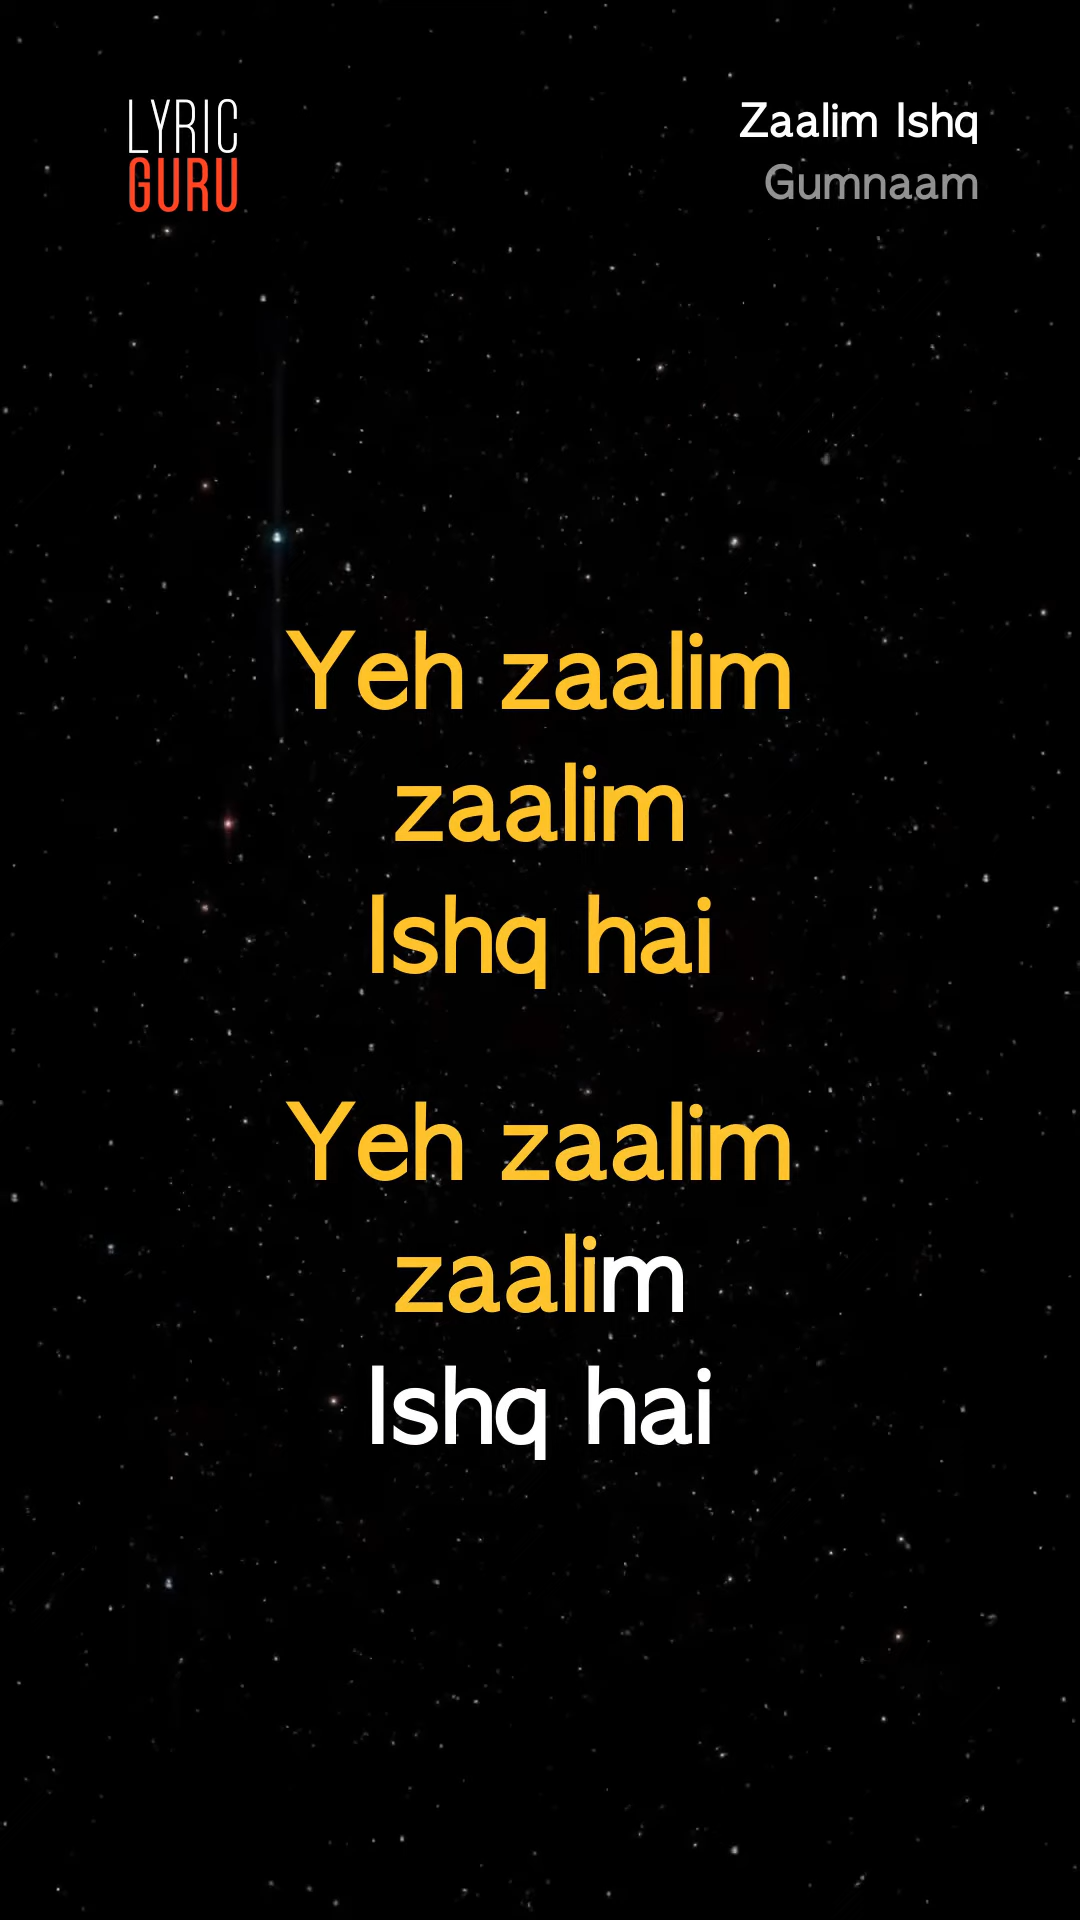 LYRIC
GURU
Zaalim Ishq
Gumnaam
Yeh zaalim
zaalim
Ishq hai
Yeh zaalim
zaalim
Ishq hai